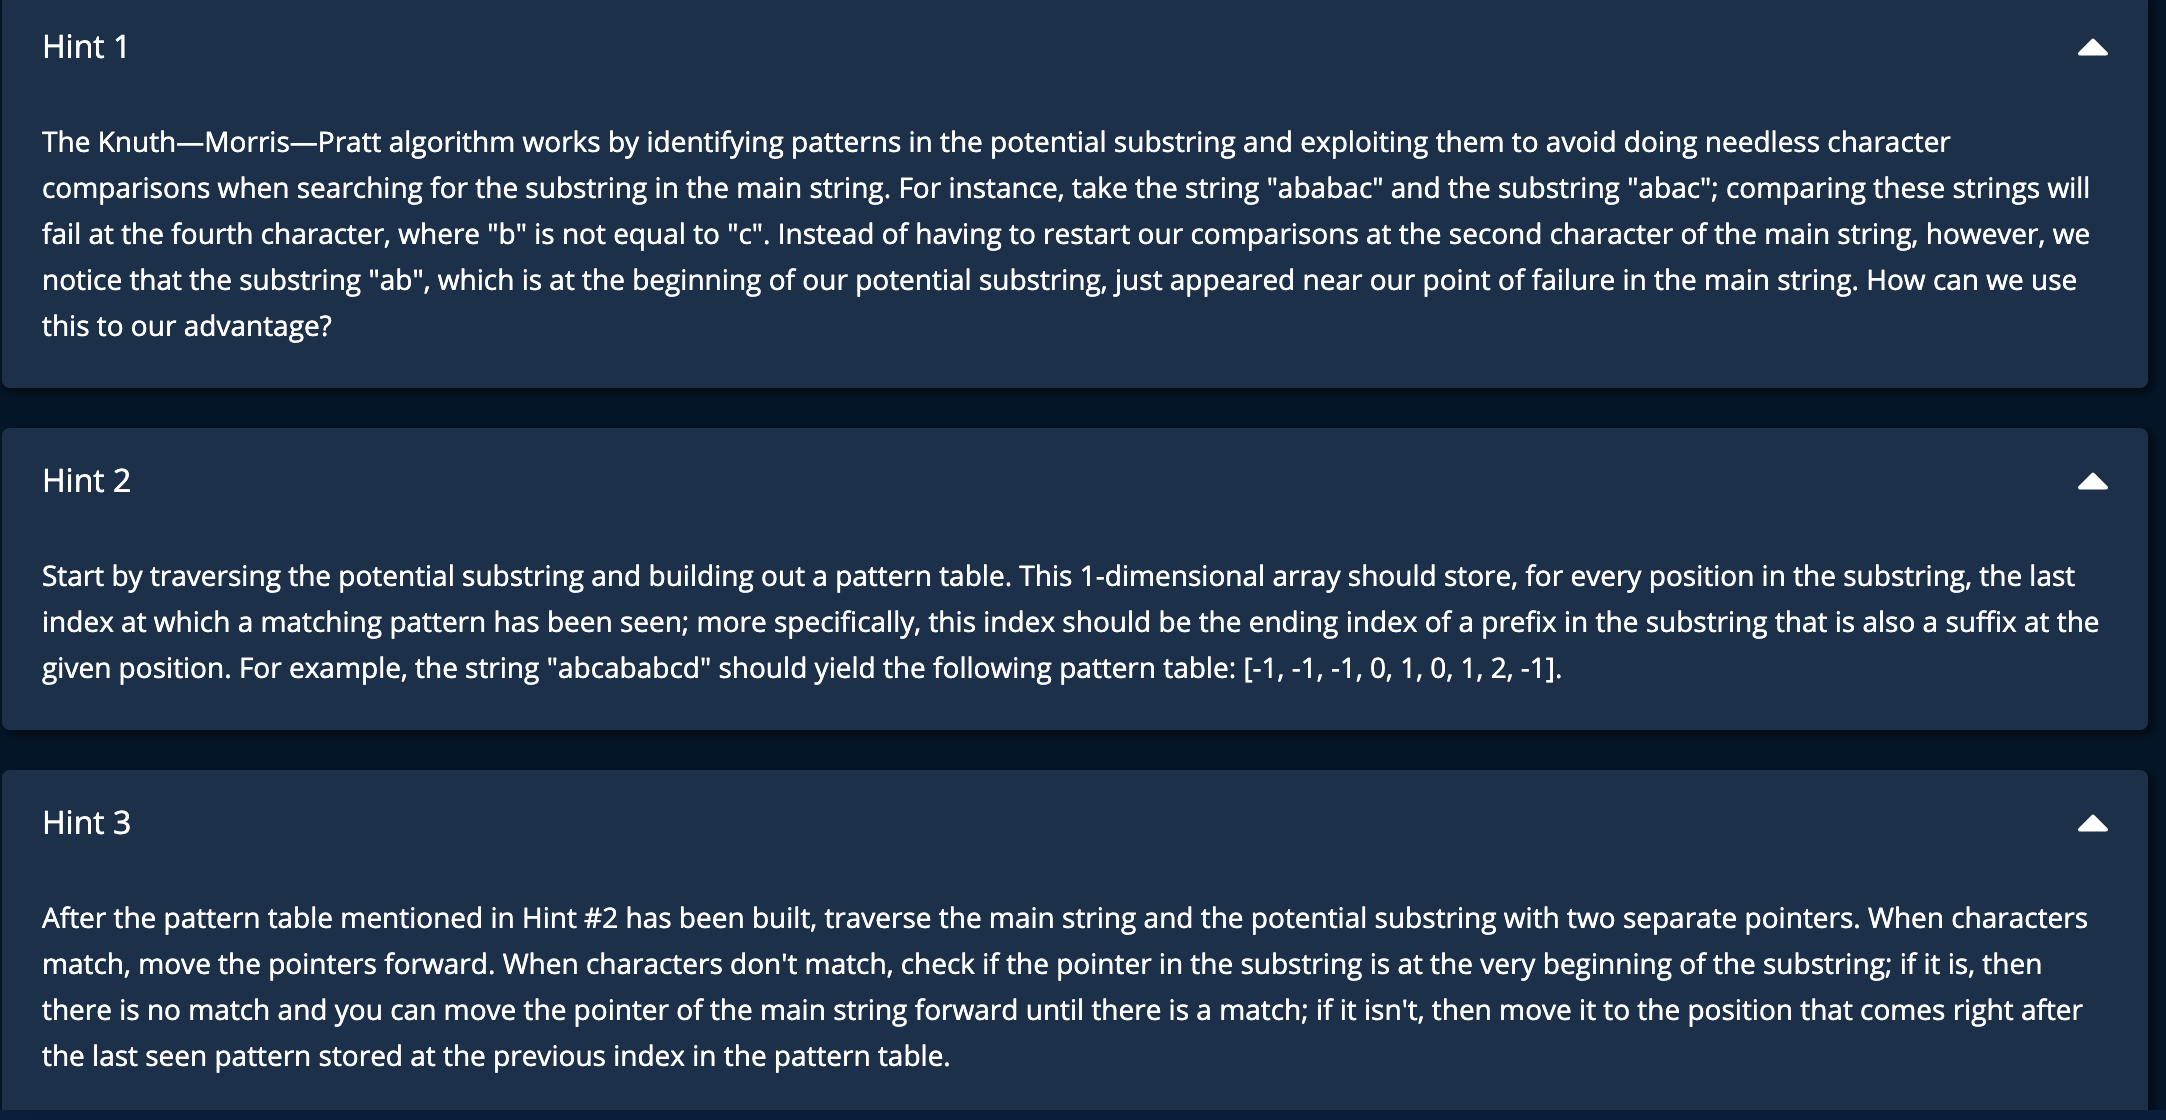 Hint 1
The Knuth—Morris—Pratt algorithm works by identifying patterns in the potential substring and exploiting them to avoid doing needless character
comparisons when searching for the substring in the main string. For instance, take the string "ababac" and the substring "abac"; comparing these strings will
fail at the fourth character, where "b" is not equal to "c". Instead of having to restart our comparisons at the second character of the main string, however, we
notice that the substring "ab", which is at the beginning of our potential substring, just appeared near our point of failure in the main string. How can we use
this to our advantage?
Hint 2
Start by traversing the potential substring and building out a pattern table. This 1-dimensional array should store, for every position in the substring, the last
index at which a matching pattern has been seen; more specifically, this index should be the ending index of a prefix in the substring that is also a suffix at the
given position. For example, the string "abcababcd" should yield the following pattern table: [-1, -1, -1, 0, 1, 0, 1, 2, -1].
Hint 3
After the pattern table mentioned in Hint #2 has been built, traverse the main string and the potential substring with two separate pointers. When characters
match, move the pointers forward. When characters don't match, check if the pointer in the substring is at the very beginning of the substring; if it is, then
there is no match and you can move the pointer of the main string forward until there is a match; if it isn't, then move it to the position that comes right after
the last seen pattern stored at the previous index in the pattern table.